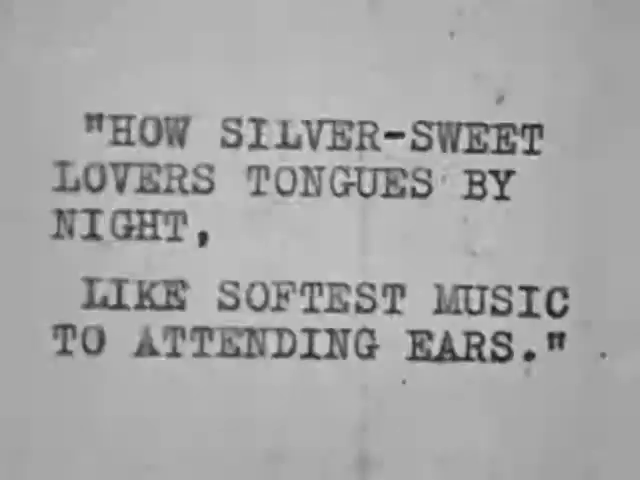 "HOW SILVER-SWEET
LOVERS TONGUES BY
NIGHT,
LIKE SOFTEST MUSIC
TO ATTENDING EARS."